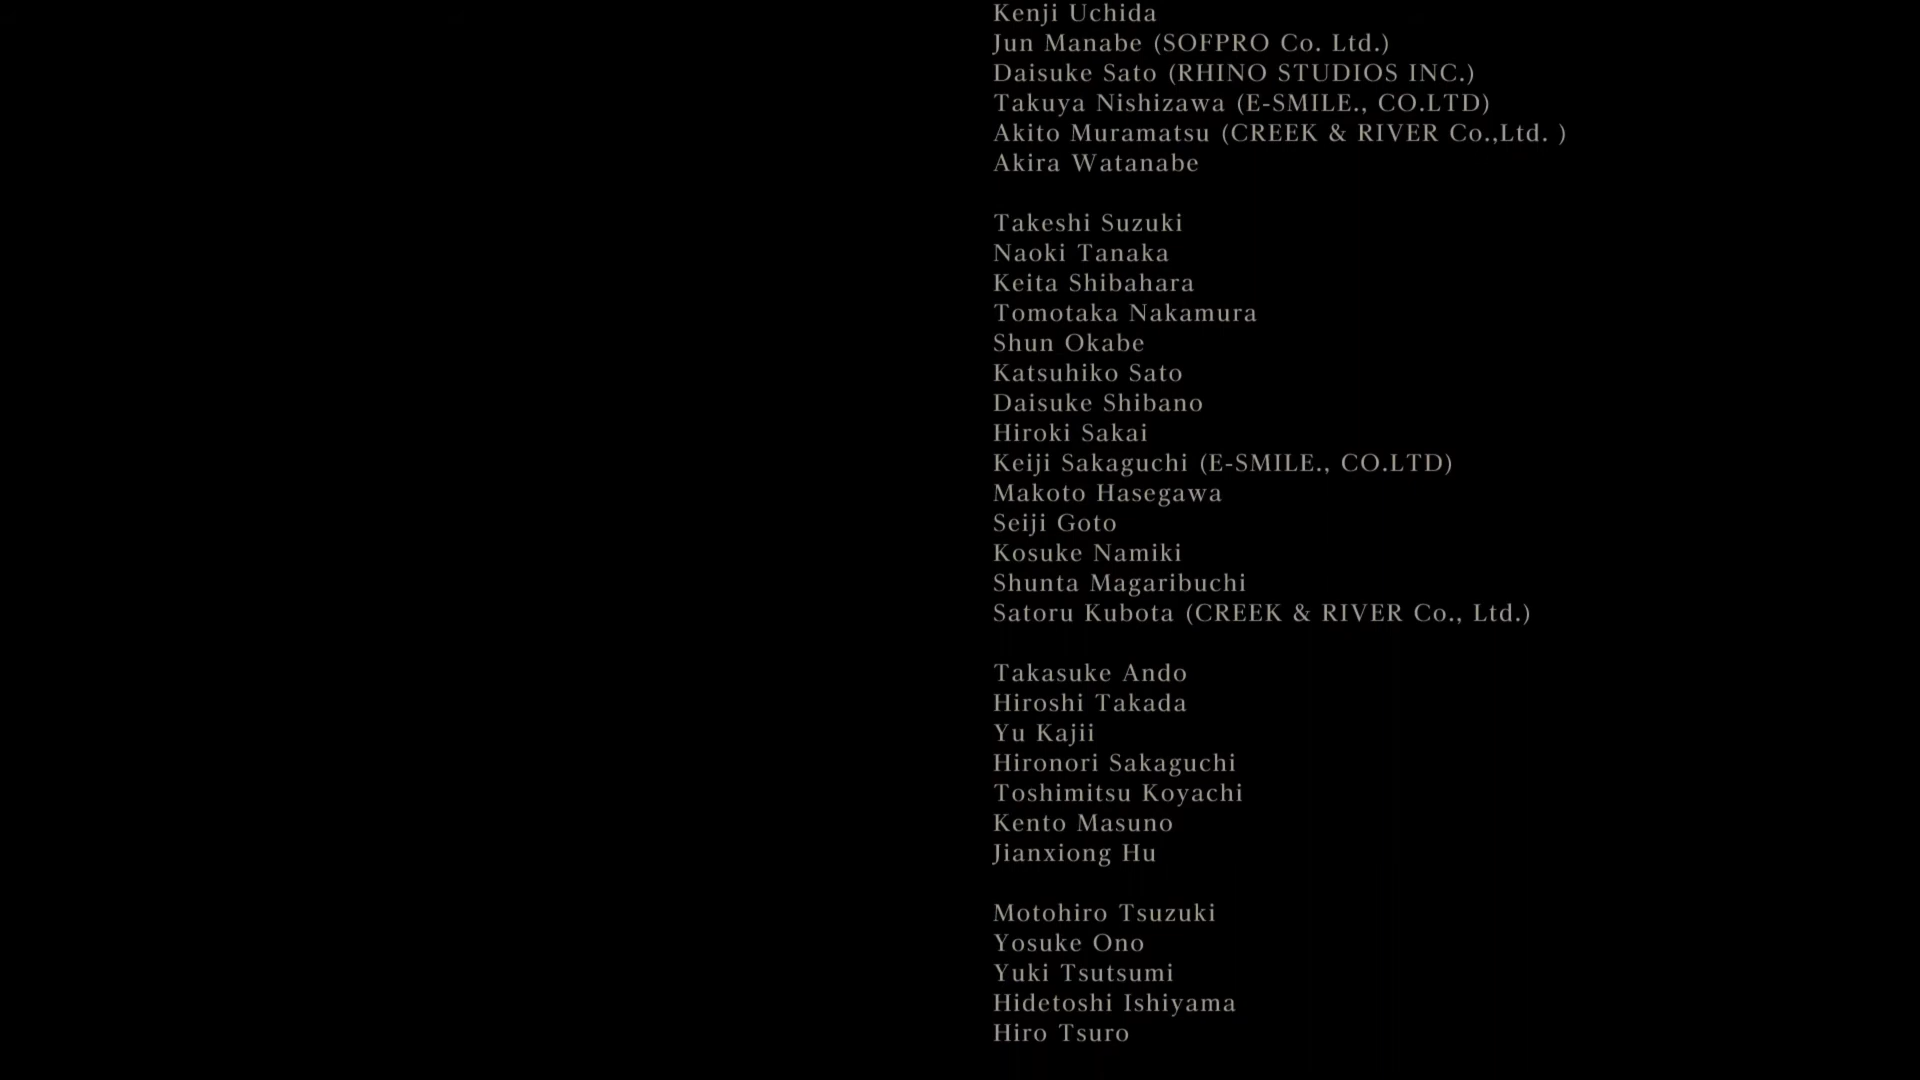 Kenji Uchida
Jun Manabe (SOFPRO Co. Ltd.)
Daisuke Sato (RHINO STUDIOS INC.)
Takuya Nishizawa (E-SMILE., CO.LTD)
Akito Muramatsu (CREEK & RIVER Co.,Ltd. )
Akira Watanabe
Takeshi Suzuki
Naoki Tanaka
Keita Shibahara
Tomotaka Nakamura
Shun Okabe
Katsuhiko Sato
Daisuke Shibano
Hiroki Sakai
Keiji Sakaguchi (E-SMILE., CO.LTD)
Makoto Hasegawa
Seiji Goto
Kosuke Namiki
Shunta Magaribuchi
Satoru Kubota (CREEK & RIVER Co., Ltd.)
Takasuke Ando
Hiroshi Takada
Yu Kajii
Hironori Sakaguchi
Toshimitsu Koyachi
Kento Masuno
Jianxiong Hu
Motohiro Tsuzuki
Yosuke Ono
Yuki Tsutsumi
Hidetoshi Ishiyama
Hiro Tsuro